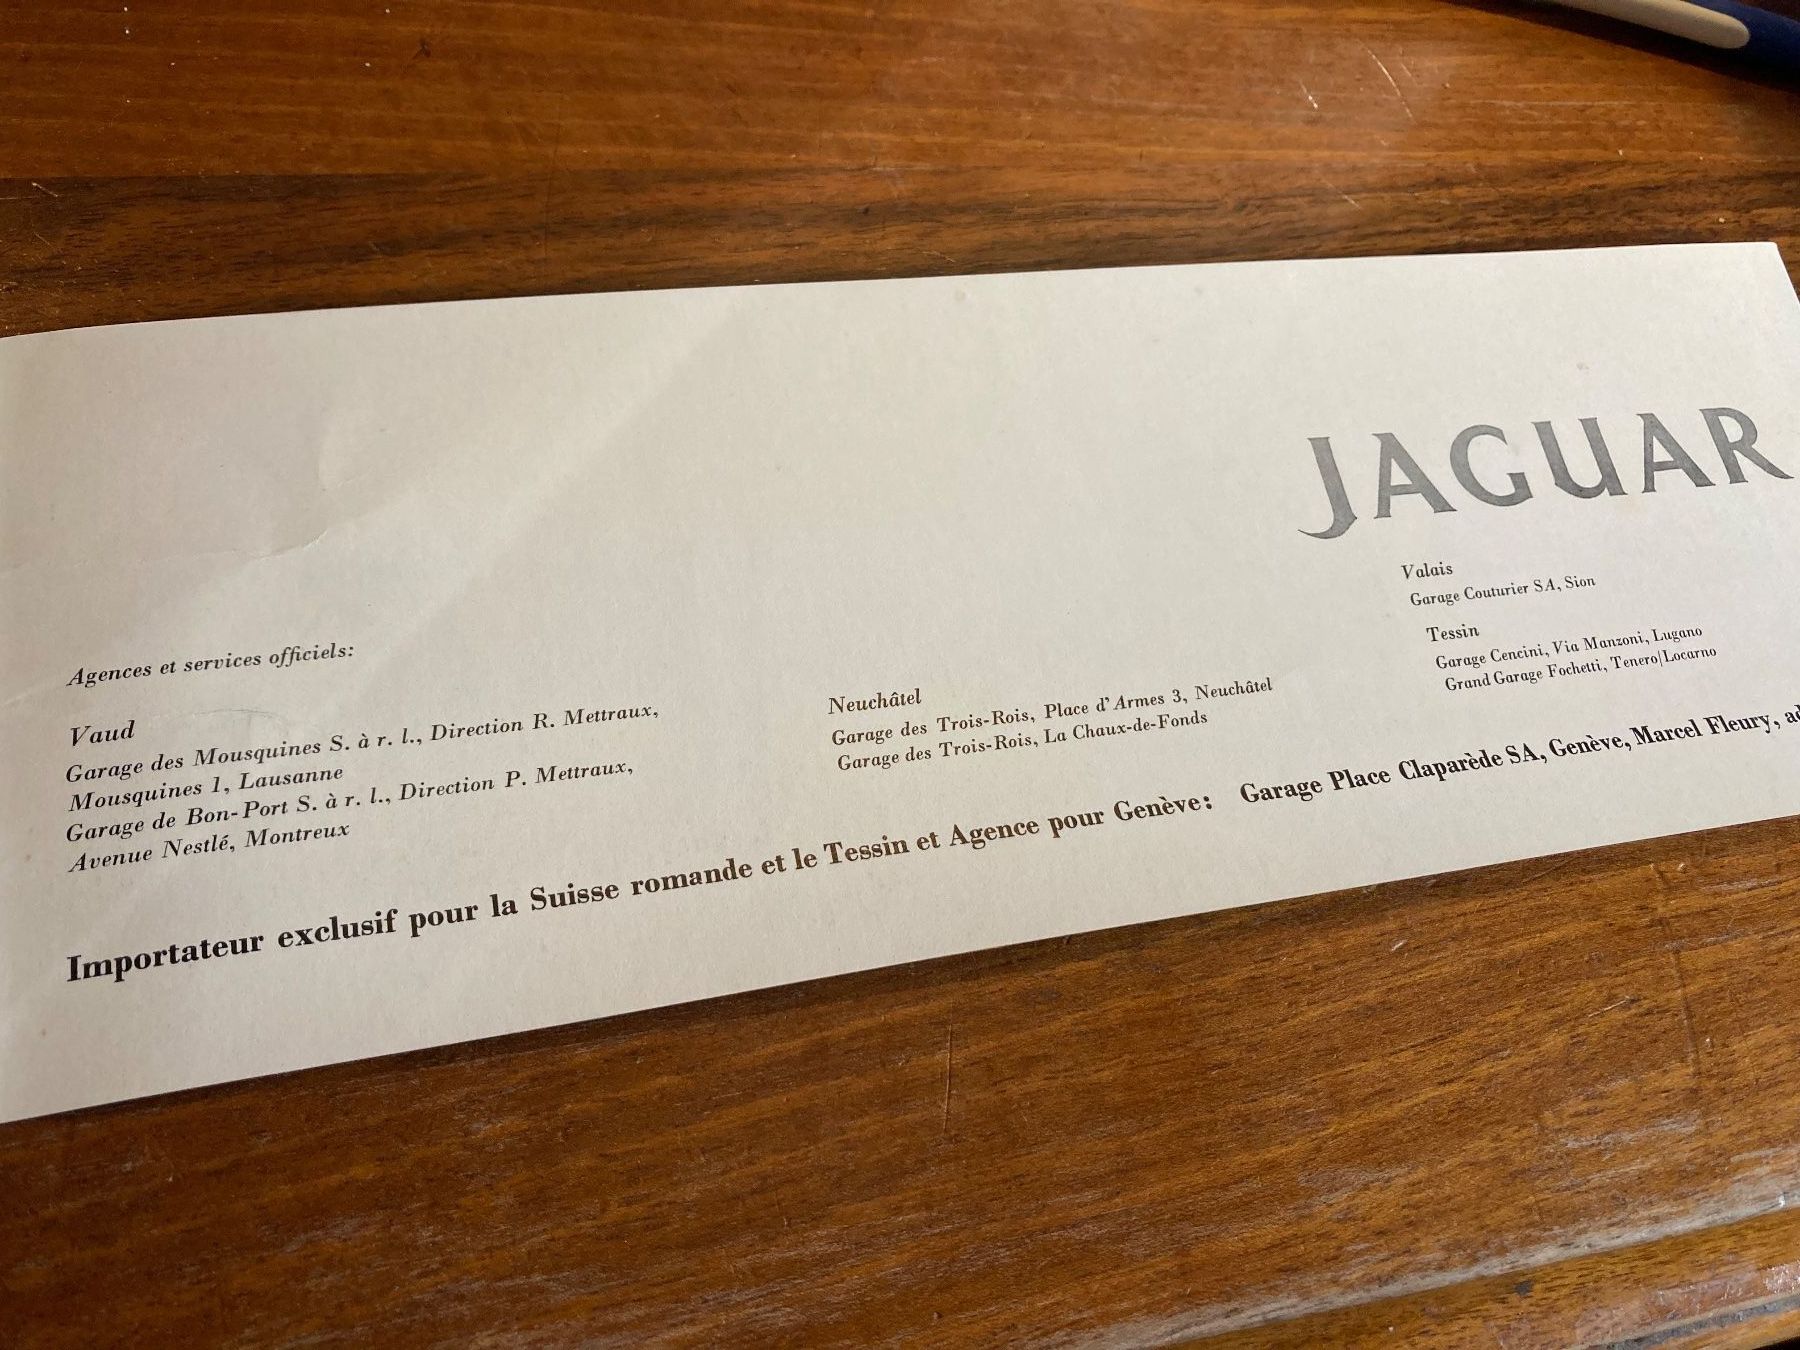 JAGUAR
Agences et services officiels:
Vaud
Garage des Mousquines S. à r. l., Direction R. Mettraux,
Mousquines 1, Lausanne
Garage de Bon-Port S. à r. l., Direction P. Mettraux,
Avenue Nestlé, Montreux
Neuchâtel
Garage des Trois-Rois, Place d'Armes 3, Neuchâtel
Garage des Trois-Rois, La Chaux-de-Fonds
Valais
Garage Couturier SA, Sion
Tessin
Garage Cencini, Via Manzoni, Lugano
Grand Garage Fochetti, Tenero/Locarno
Importateur exclusif pour la Suisse romande et le Tessin et Agence pour Genève: Garage Place Claparède SA, Genève, Marcel Fleury,